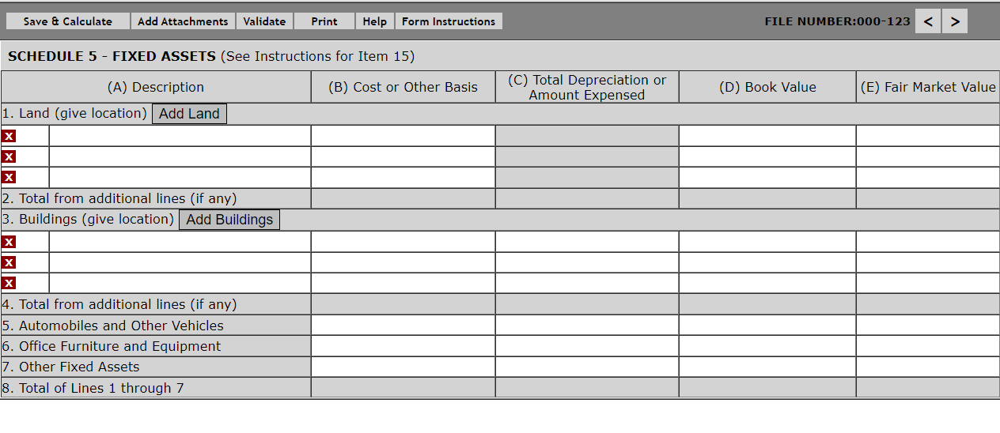 Save & Calculate Add Attachments Validate Print Help Form Instructions FILE NUMBER:000-123 < >
SCHEDULE 5 - FIXED ASSETS (See Instructions for Item 15)
(A) Description (B) Cost or Other Basis (C) Total Depreciation or Amount Expensed (D) Book Value (E) Fair Market Value
1. Land (give location) Add Land
X
X
X
2. Total from additional lines (if any)
3. Buildings (give location) Add Buildings
X
X
X
4. Total from additional lines (if any)
5. Automobiles and Other Vehicles
6. Office Furniture and Equipment
7. Other Fixed Assets
8. Total of Lines 1 through 7